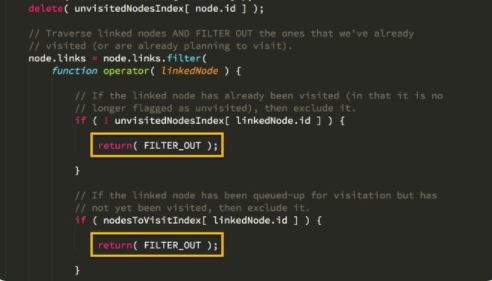 delete( unvisitedNodesIndex[ node.id ] );
// Traverse linked nodes AND FILTER OUT the ones that we've already
// visited (or are already planning to visit).
node.links = node.links.filter(
function operator( linkedNode ) {
// If the linked node has already been visited (in that it is no
// longer flagged as unvisited), then exclude it.
if ( ! unvisitedNodesIndex[ linkedNode.id ] ) {
return( FILTER_OUT );
}
// If the linked node has been queued-up for visitation but has
// not yet been visited, then exclude it.
if ( nodesToVisitIndex[ linkedNode.id ] ) {
return( FILTER_OUT );
}